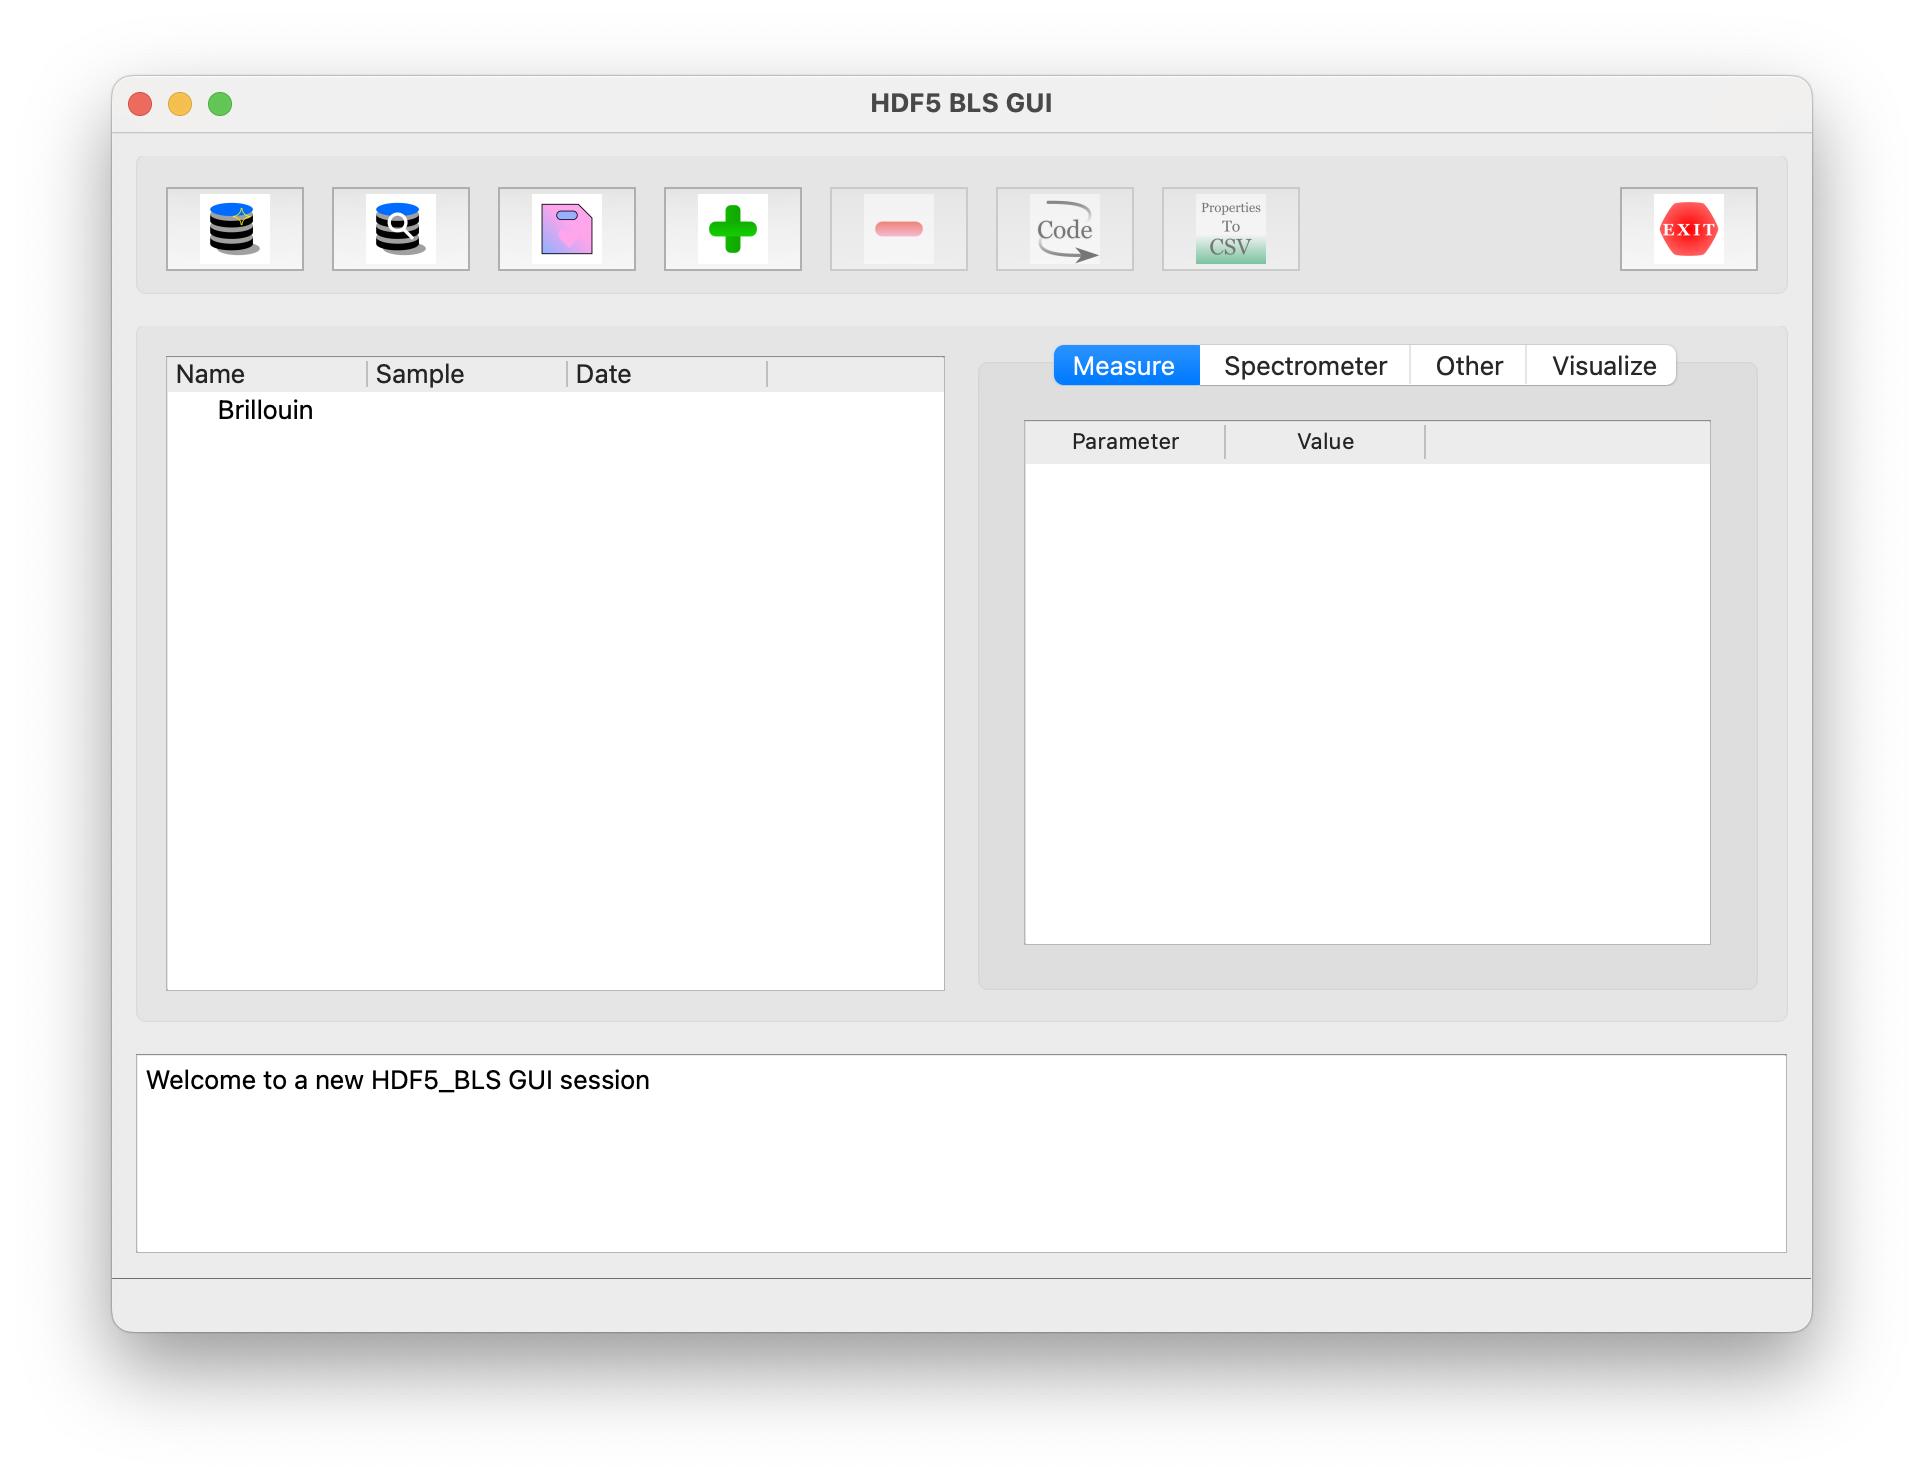 HDF5 BLS GUI
Code
Properties
To
CSV
EXIT
Name Sample Date
Brillouin
Measure Spectrometer Other Visualize
Parameter Value
Welcome to a new HDF5_BLS GUI session